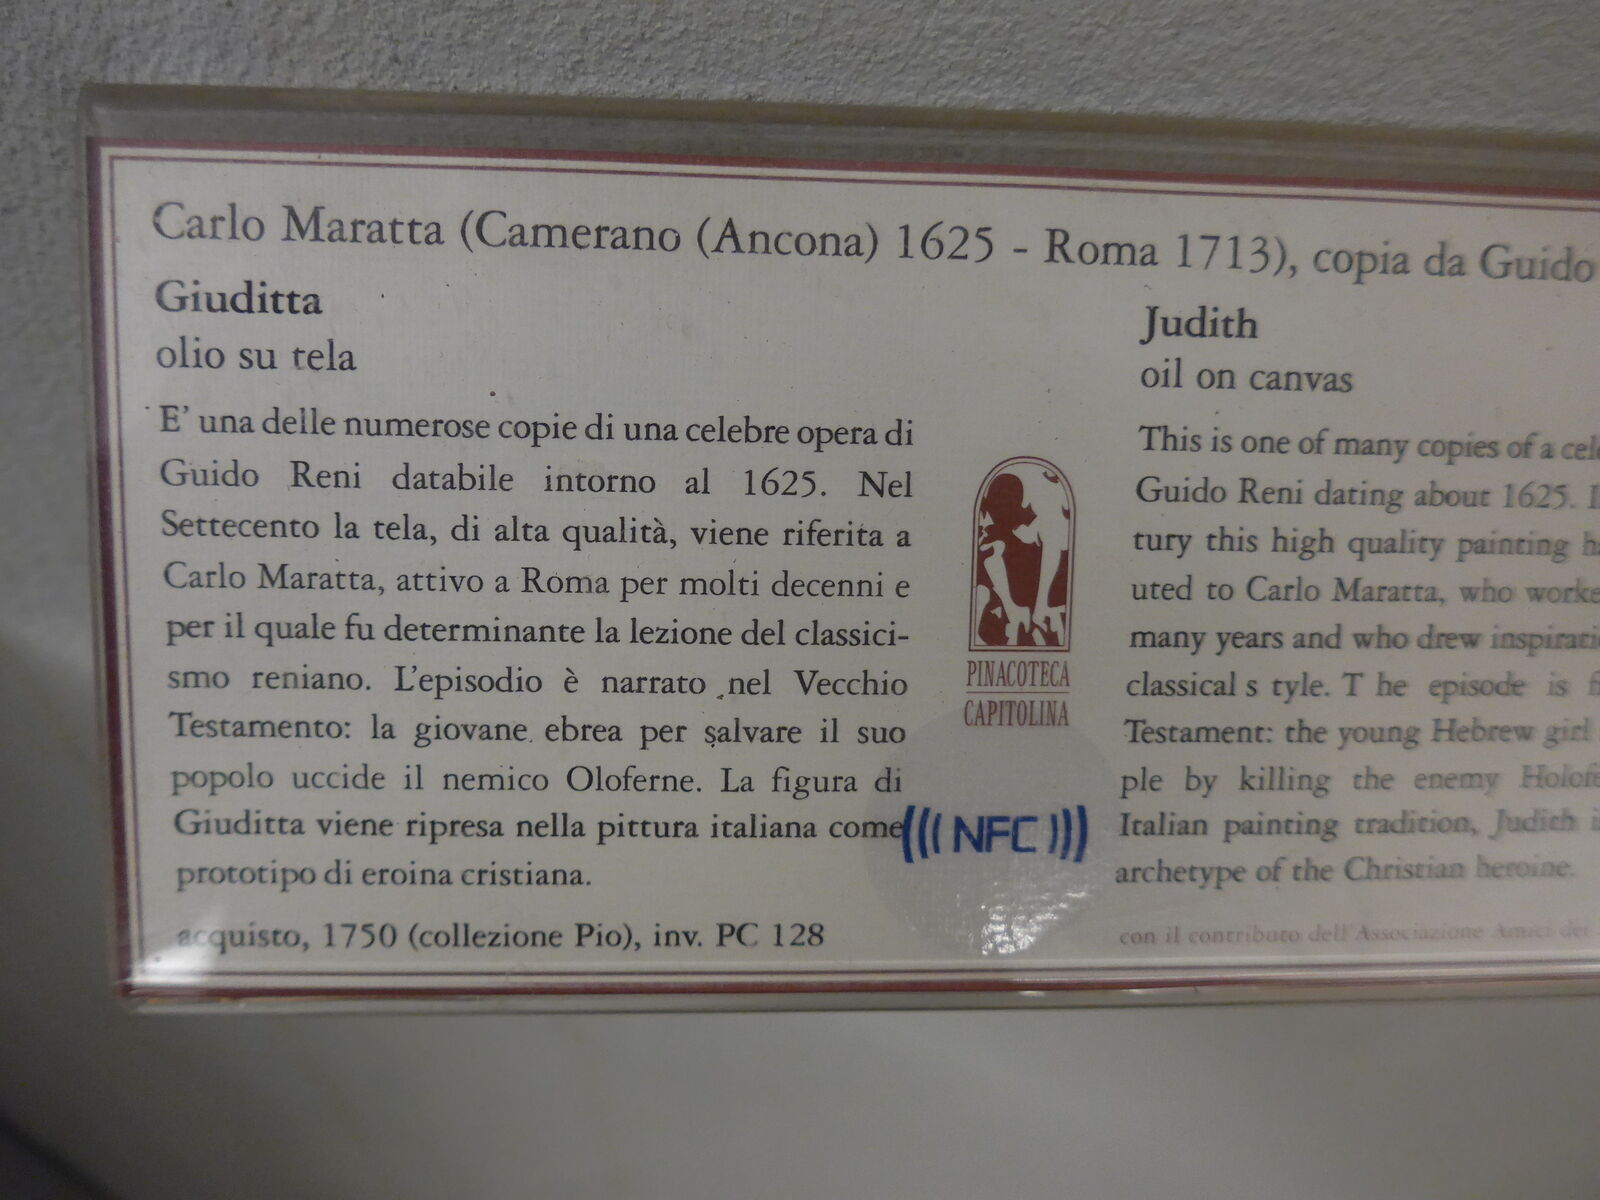 Carlo Maratta (Camerano (Ancona) 1625 - Roma 1713), copia da Guido
Giuditta
olio su tela
E' una delle numerose copie di una celebre opera di
Guido Reni databile intorno al 1625. Nel
Settecento la tela, di alta qualità, viene riferita a
Carlo Maratta, attivo a Roma per molti decenni e
per il quale fu determinante la lezione del classici-
smo reniano. L'episodio è narrato nel Vecchio
Testamento: la giovane ebrea per salvare il suo
popolo uccide il nemico Oloferne. La figura di
Giuditta viene ripresa nella pittura italiana come
prototipo di eroina cristiana.
acquisto, 1750 (collezione Pio), inv. PC 128
PINACOTECA
CAPITOLINA
((( NFC )))
Judith
oil on canvas
This is one of many copies of a
Guido Reni dating about 1625.
tury this high quality painting
uted to Carlo Maratta, who
many years and who drew
classical s tyle. T he episode is
Testament: the young Hebrew girl
ple by killing the enemy
Italian painting tradition, Judith
archetype of the Christian heroine.
con il contributo dell'Associazione Amici dei